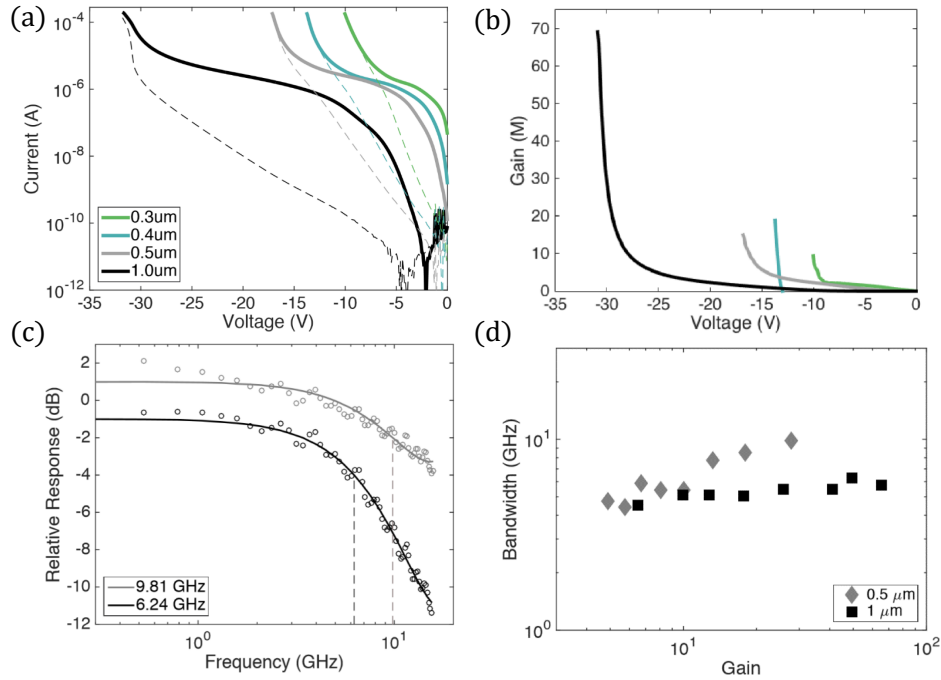 (a)
10⁻⁴
10⁻⁶
10⁻⁸
10⁻¹⁰
10⁻¹²
Current (A)
0.3um
0.4um
0.5um
1.0um
-35 -30 -25 -20 -15 -10 -5 0
Voltage (V)
(b)
70
60
50
40
30
20
10
0
Gain (M)
-35 -30 -25 -20 -15 -10 -5 0
Voltage (V)
(c)
2
0
-2
-4
-6
-8
-10
-12
Relative Response (dB)
9.81 GHz
6.24 GHz
10⁰ 10¹
Frequency (GHz)
(d)
10¹
10⁰
Bandwidth (GHz)
0.5 μm
1 μm
10¹ 10²
Gain